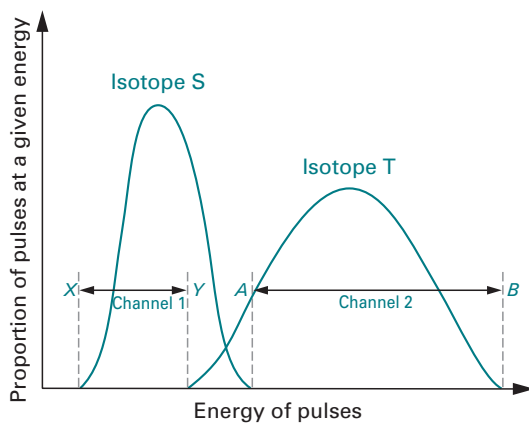 Proportion of pulses at a given energy
Isotope S
Isotope T
X Channel 1 Y A Channel 2 B
Energy of pulses